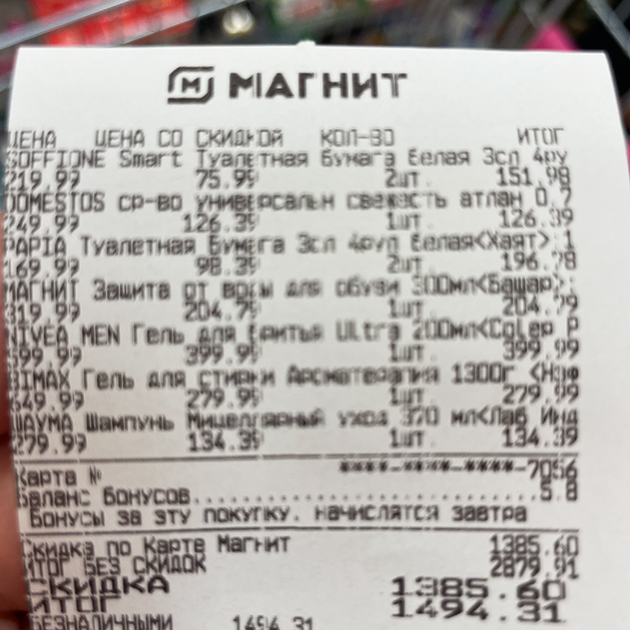 МАГНИТ
ЦЕНА ЦЕНА СО СКИДКОЙ КОЛ-ВО ИТОГ
SOFFIONE Smart Туалетная бумага белая 3сл 4ру
219.99 75.99 2шт. 151.98
DOMESTOS ср-во универсальн свежесть атлан 0.7
249.99 126.39 1шт. 126.39
PAPIA Туалетная бумага 3сл 4рул белая<Хаят>:1
169.99 98.39 2шт. 196.78
МАГНИТ Защита от воды для обуви 300мл<Башар>:
319.99 204.79 1шт. 204.79
NIVEA MEN Гель для бритья Ultra 200мл<Солер Р
599.99 399.99 1шт. 399.99
BIMAX Гель для стирки Ароматерапия 1300г <Нэф
649.99 279.99 1шт. 279.99
ШАУМА Шампунь Мицеллярный уход 370 мл<Лаб Инд
279.99 134.39 1шт. 134.39
Карта № ****-****-****-7056
Баланс бонусов 5.8
Бонусы за эту покупку. начислятся завтра
Скидка по Карте Магнит 1385.60
ИТОГ БЕЗ СКИДОК 2879.91
СКИДКА 1385.60
ИТОГ 1494.31
БЕЗНАЛИЧНЫМИ 1494.31